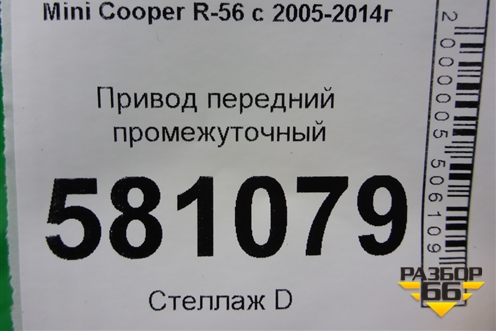 Mini Cooper R-56 с 2005-2014г
Привод передний
промежуточный
581079
Стеллаж D
2000005506109
РАЗБОР
66